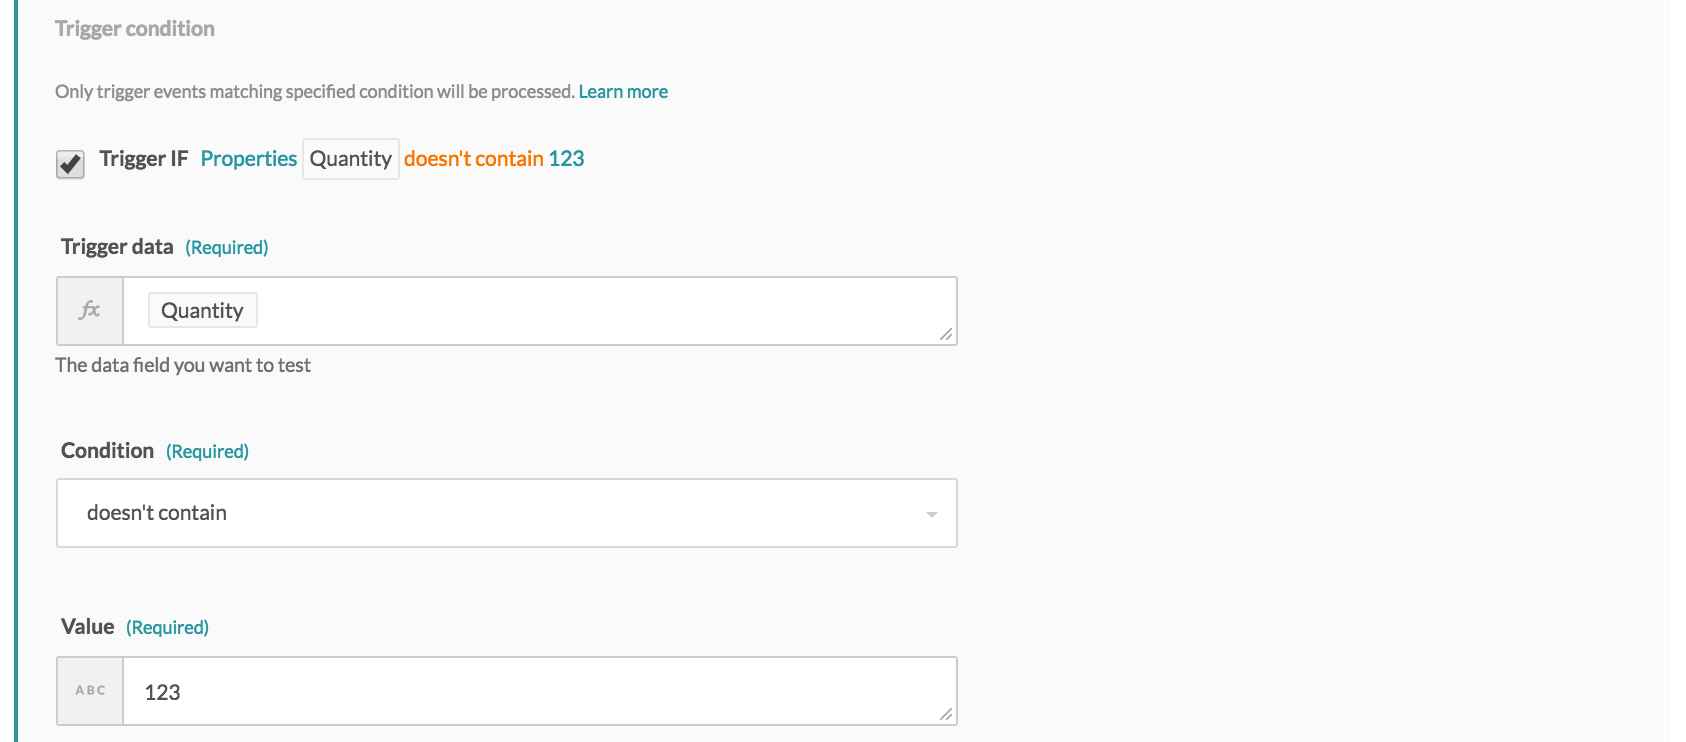 Trigger condition
Only trigger events matching specified condition will be processed. Learn more
Trigger IF Properties Quantity doesn't contain 123
Trigger data (Required)
fx Quantity
The data field you want to test
Condition (Required)
doesn't contain
Value (Required)
ABC 123